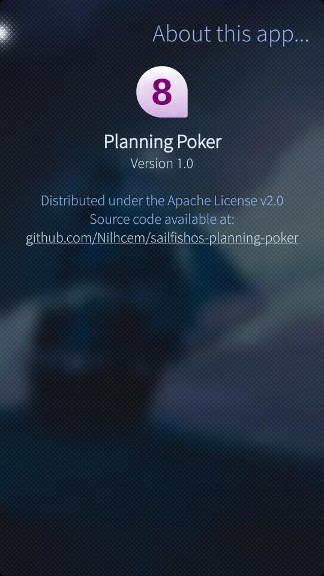 About this app...
8
Planning Poker
Version 1.0
Distributed under the Apache License v2.0
Source code available at:
github.com/Nilhcem/sailfishos-planning-poker